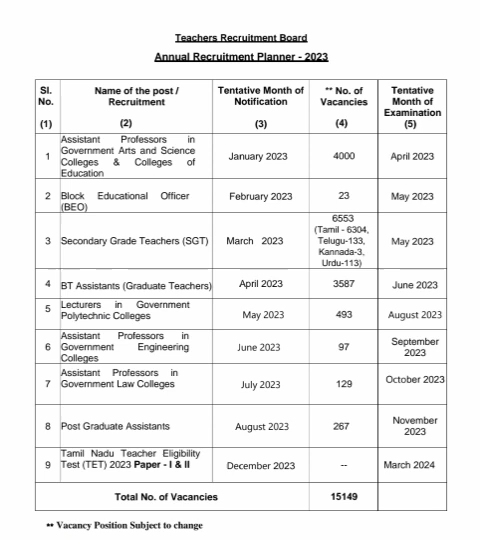 Teachers Recruitment Board
Annual Recruitment Planner - 2023
Sl. No. (1) Name of the post / Recruitment (2) Tentative Month of Notification (3) ** No. of Vacancies (4) Tentative Month of Examination (5)
1 Assistant Professors in Government Arts and Science Colleges & Colleges of Education January 2023 4000 April 2023
2 Block Educational Officer (BEO) February 2023 23 May 2023
3 Secondary Grade Teachers (SGT) March 2023 6553 (Tamil - 6304, Telugu-133, Kannada-3, Urdu-113) May 2023
4 BT Assistants (Graduate Teachers) April 2023 3587 June 2023
5 Lecturers in Government Polytechnic Colleges May 2023 493 August 2023
6 Assistant Professors in Government Engineering Colleges June 2023 97 September 2023
7 Assistant Professors in Government Law Colleges July 2023 129 October 2023
8 Post Graduate Assistants August 2023 267 November 2023
9 Tamil Nadu Teacher Eligibility Test (TET) 2023 Paper - I & II December 2023 -- March 2024
Total No. of Vacancies 15149
** Vacancy Position Subject to change